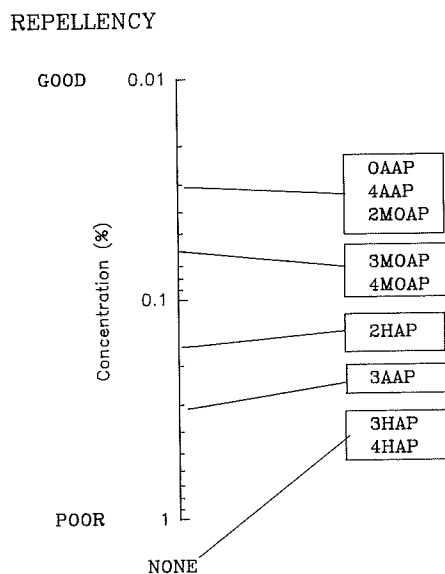 REPELLENCY
GOOD 0.01
OAAP
4AAP
2MOAP
3MOAP
4MOAP
Concentration (%)
0.1
2HAP
3AAP
3HAP
4HAP
POOR 1
NONE